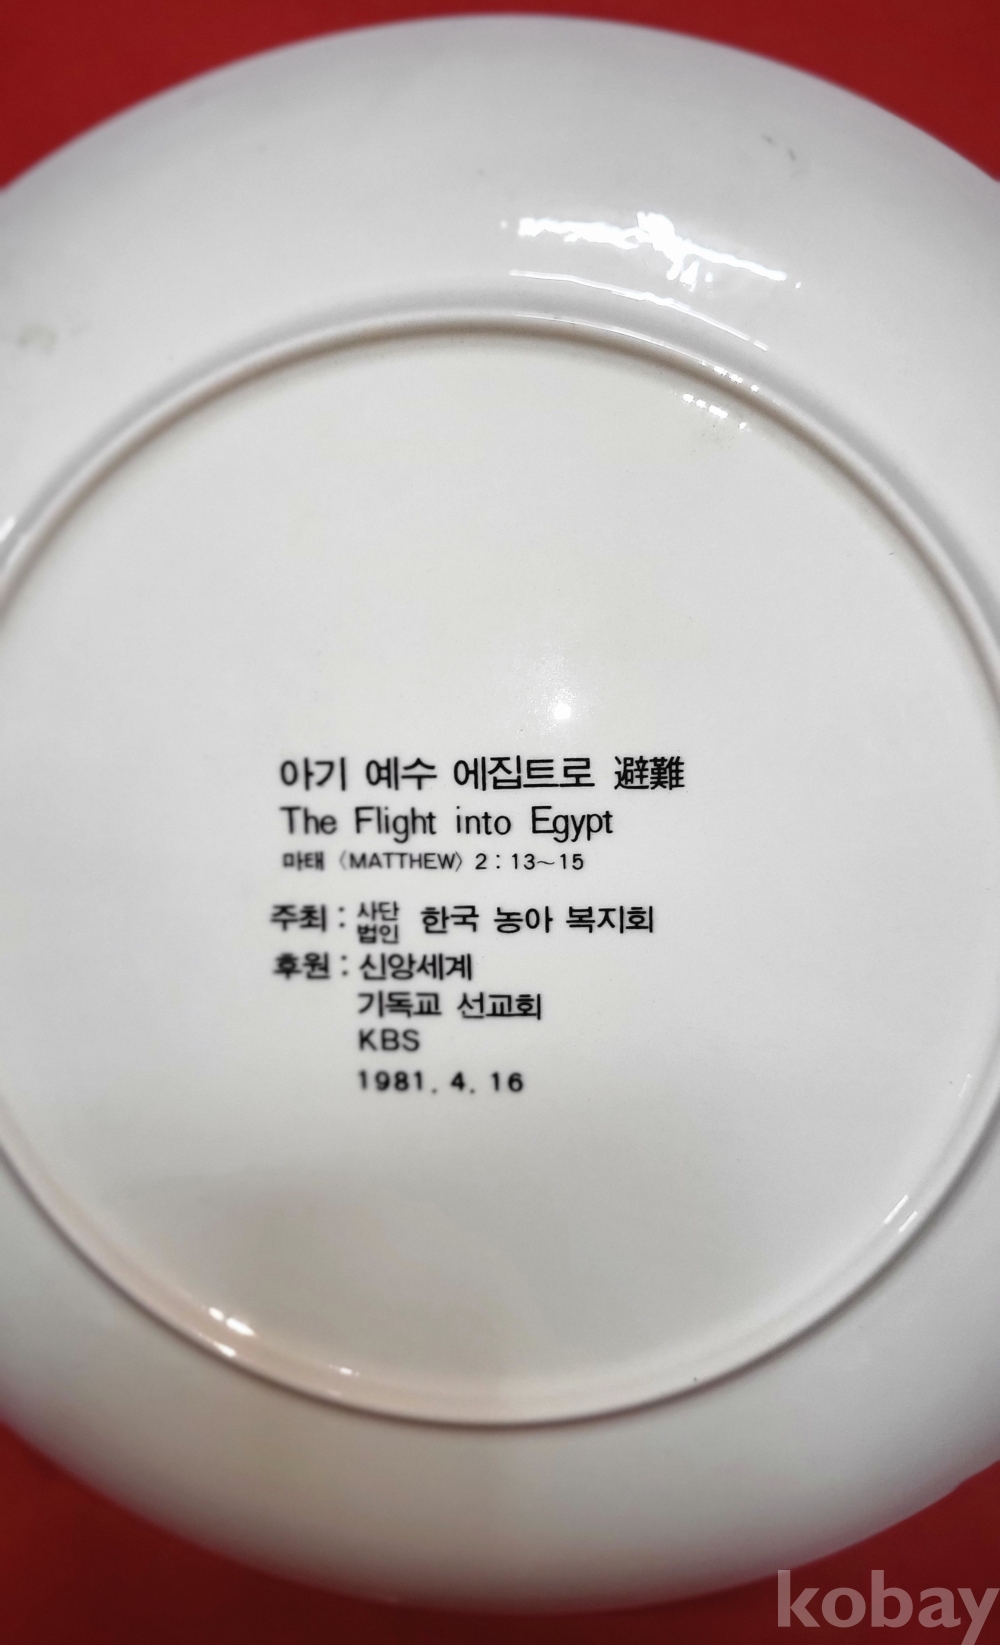 아기 예수 에집트로 避難
The Flight into Egypt
마태〈MATTHEW〉2 : 13~15
주최 : 사단법인 한국 농아 복지회
후원 : 신앙세계
기독교 선교회
KBS
1981. 4. 16
kobay